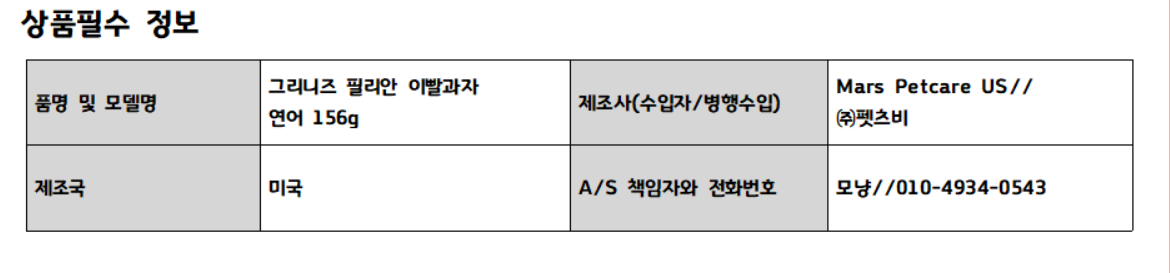 상품필수 정보
품명 및 모델명
그리니즈 필리안 이빨과자
연어 156g
제조사(수입자/병행수입)
Mars Petcare US//
㈜펫츠비
제조국
미국
A/S 책임자와 전화번호
모냥//010-4934-0543